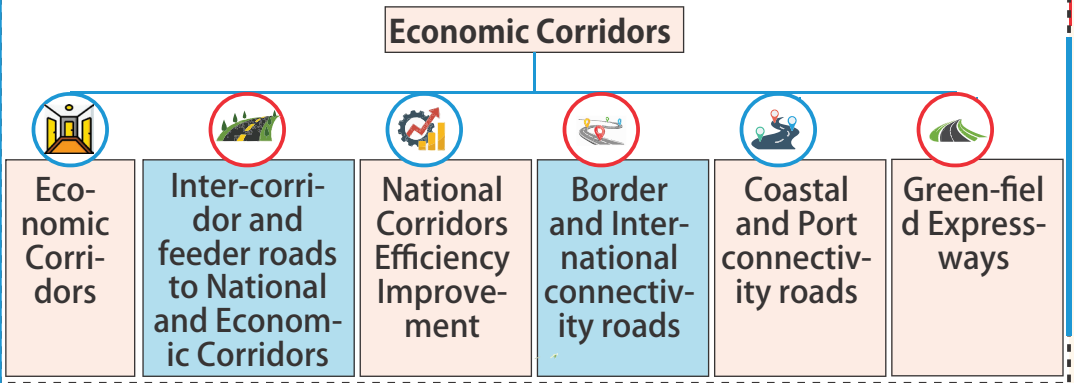 Economic Corridors
Eco-
nomic
Corri-
dors
Inter-corri-
dor and
feeder roads
to National
and Econom-
ic Corridors
National
Corridors
Efficiency
Improve-
ment
Border
and Inter-
national
connectiv-
ity roads
Coastal
and Port
connectiv-
ity roads
Green-fiel
d Express-
ways